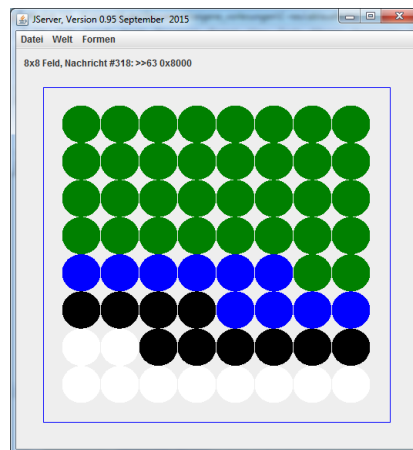 JServer, Version 0.95 September 2015
Datei Welt Formen
8x8 Feld, Nachricht #318: >>63 0x8000